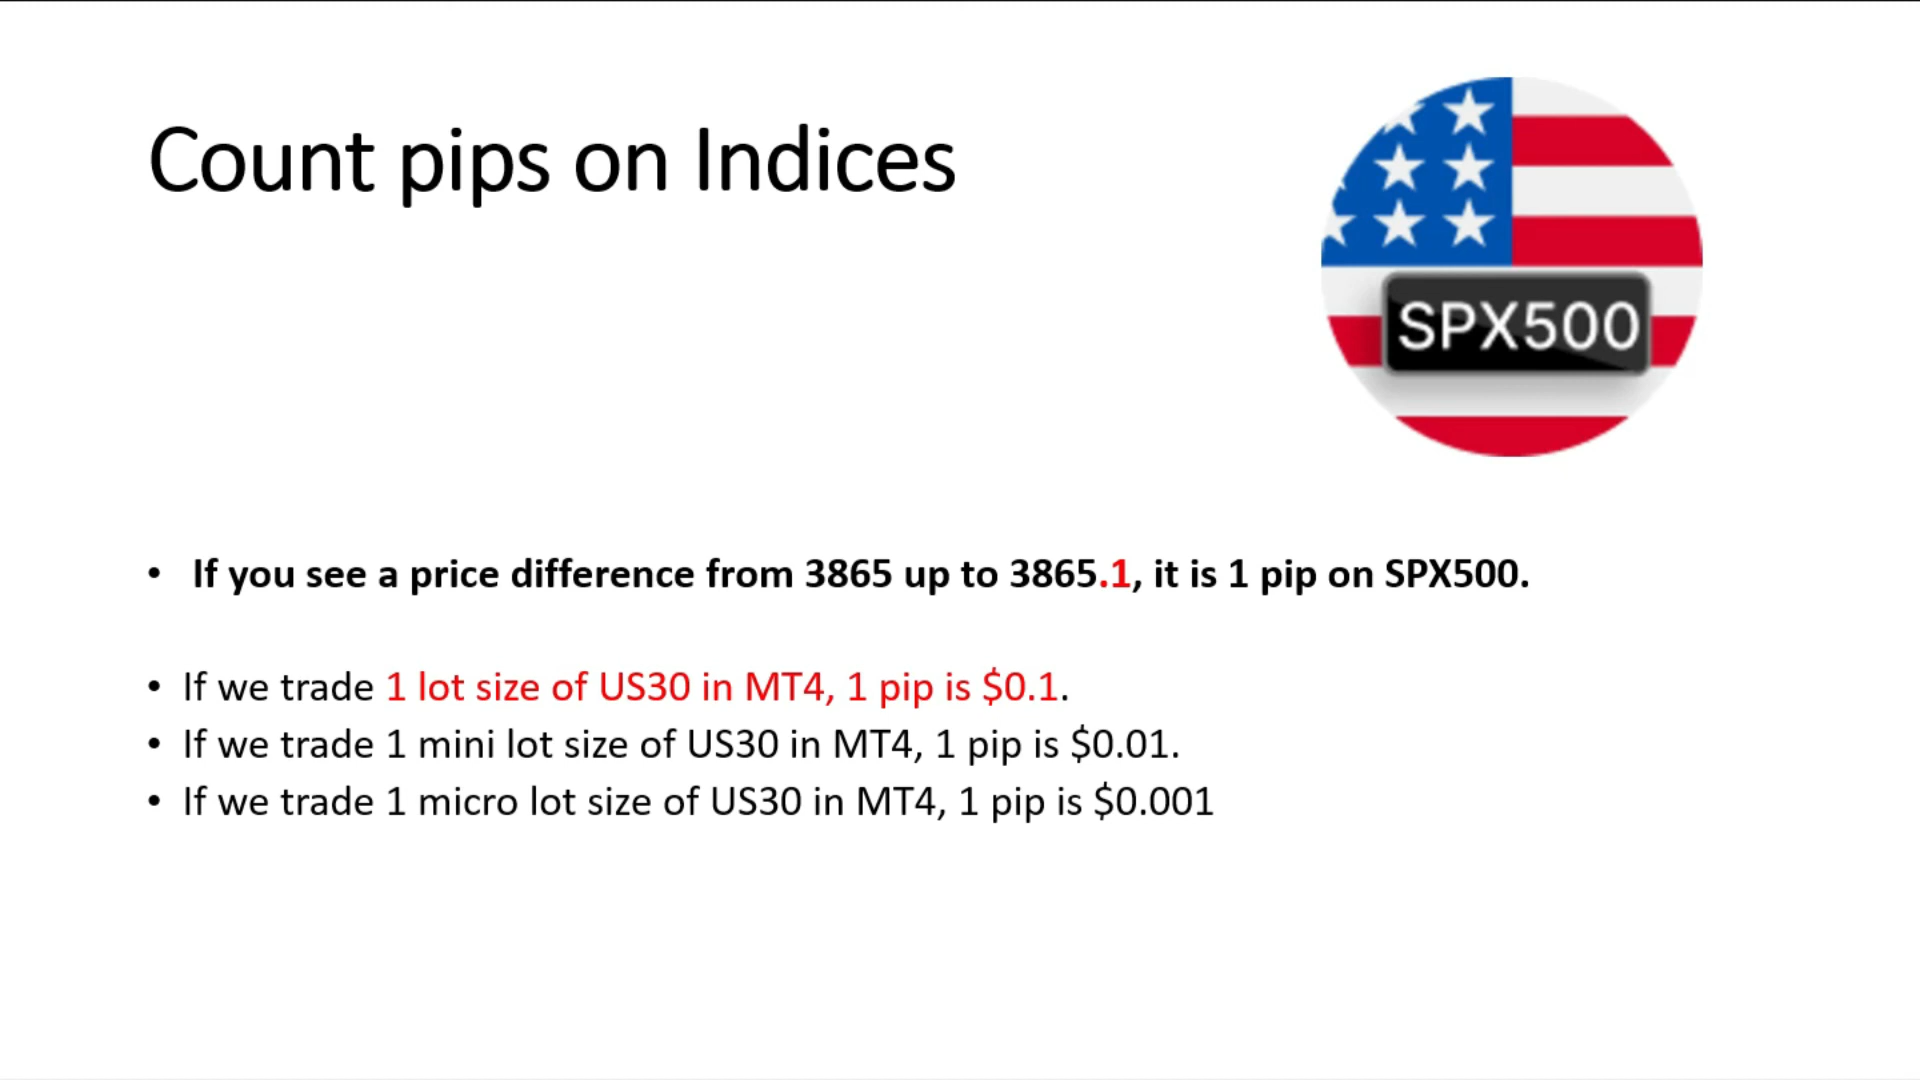 Count pips on Indices
SPX500
• If you see a price difference from 3865 up to 3865.1, it is 1 pip on SPX500.
• If we trade 1 lot size of US30 in MT4, 1 pip is $0.1.
• If we trade 1 mini lot size of US30 in MT4, 1 pip is $0.01.
• If we trade 1 micro lot size of US30 in MT4, 1 pip is $0.001